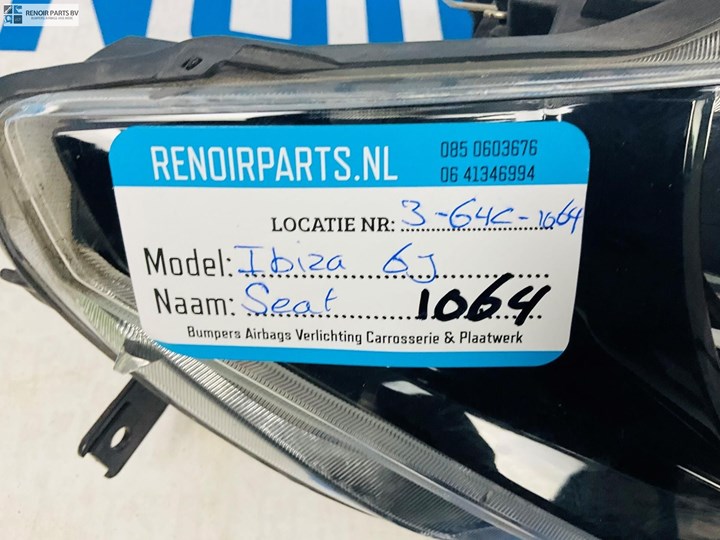 RENOIR PARTS BV
RENOIRPARTS.NL
085 0603676
06 41346994
LOCATIE NR: 3-64C-1064
Model: Ibiza 6J
Naam: Seat 1064
Bumpers Airbags Verlichting Carrosserie & Plaatwerk